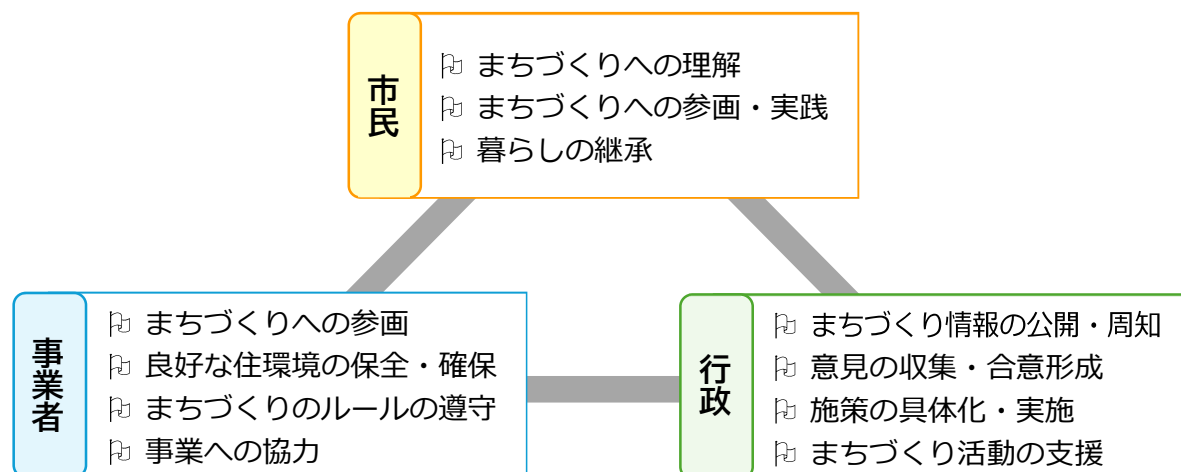 市民
まちづくりへの理解
まちづくりへの参画・実践
暮らしの継承
事業者
まちづくりへの参画
良好な住環境の保全・確保
まちづくりのルールの遵守
事業への協力
行政
まちづくり情報の公開・周知
意見の収集・合意形成
施策の具体化・実施
まちづくり活動の支援